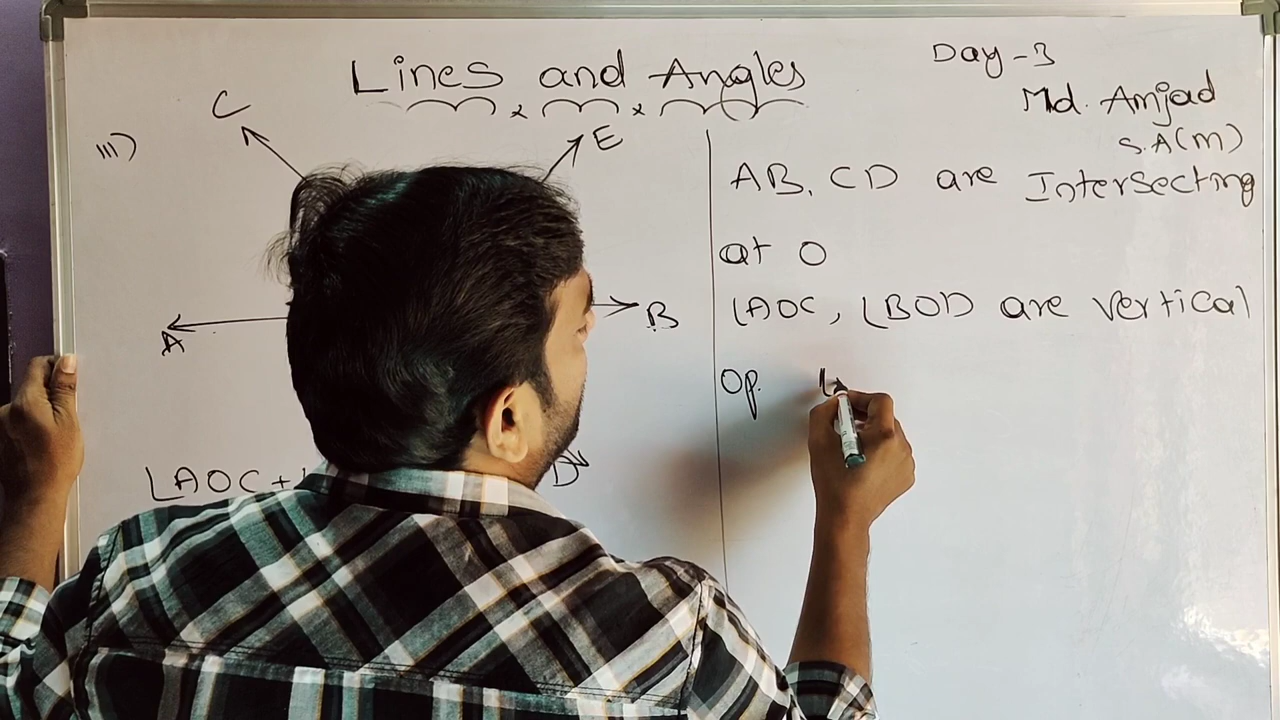 Lines and Angles
Day-3
Md. Amjad
S.A(M)
III)
C
E
A
B
D
∠AOC +
AB, CD are Intersecting
at O
∠AOC, ∠BOD are vertical
Op. ∠